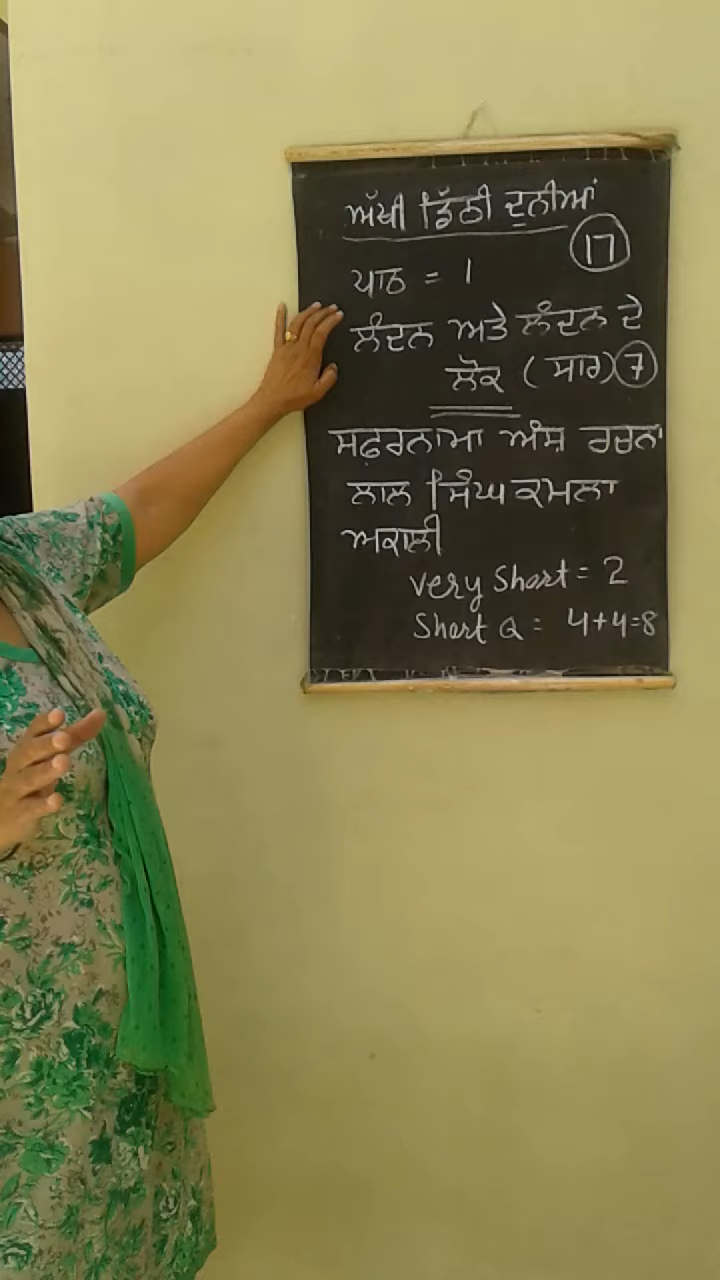 ਅੱਖੀਂ ਡਿੱਠੀ ਦੁਨੀਆਂ
17
ਪਾਠ = 1
ਲੰਦਨ ਅਤੇ ਲੰਦਨ ਦੇ
ਲੋਕ (ਸਾਰ) 7
ਸਫ਼ਰਨਾਮਾ ਅੰਸ਼ ਰਚਨਾ
ਲਾਲ ਸਿੰਘ ਕਮਲਾ
ਅਕਾਲੀ
Very Short = 2
Short Q = 4+4=8